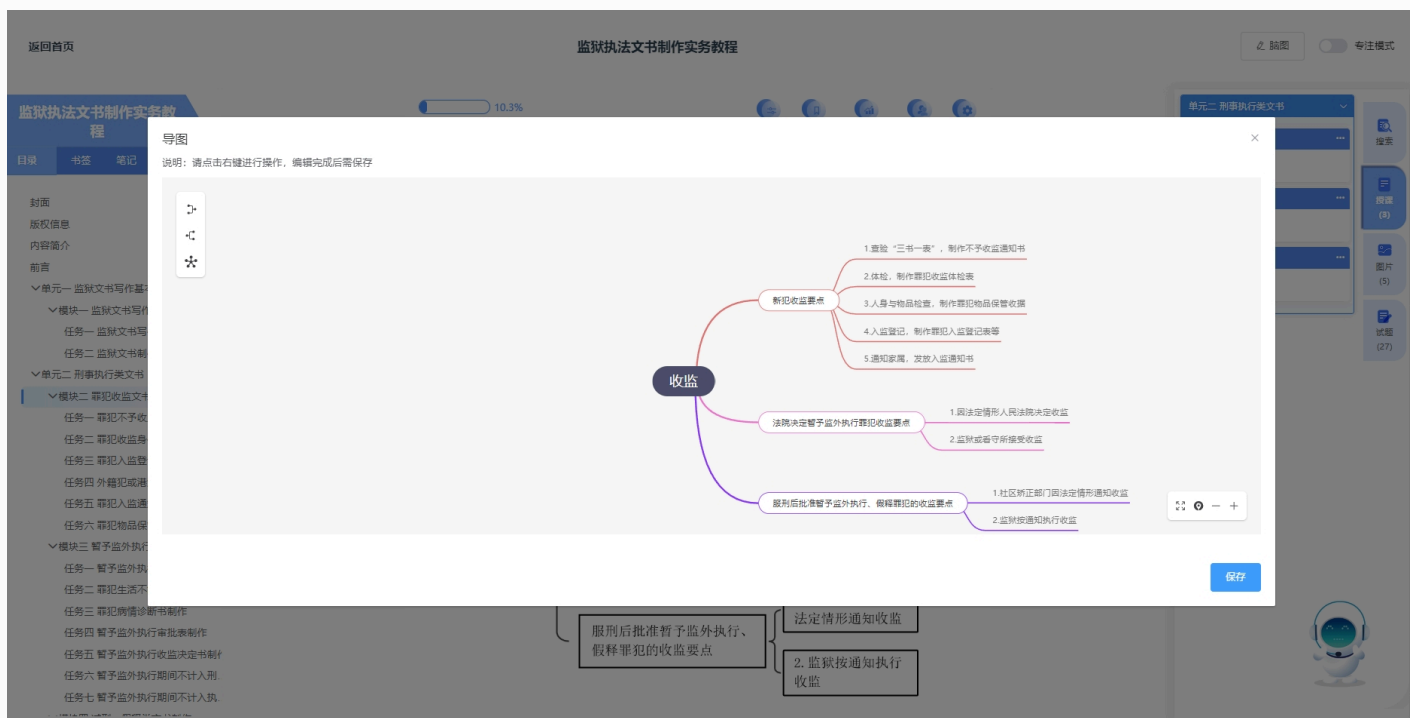 返回首页
监狱执法文书制作实务教程
脑图
专注模式
监狱执法文书制作实务教
程
10.3%
单元二 刑事执行类文书
目录
书签
笔记
搜索
授课
(3)
图片
(5)
试题
(27)
封面
版权信息
内容简介
前言
单元一 监狱文书写作基
模块一 监狱文书写作
任务一 监狱文书写
任务二 监狱文书制
单元二 刑事执行类文书
模块二 罪犯收监文书
任务一 罪犯不予收
任务二 罪犯收监身
任务三 罪犯入监登
任务四 外籍犯或港
任务五 罪犯入监通
任务六 罪犯物品保
模块三 暂予监外执行
任务一 暂予监外执
任务二 罪犯生活不
任务三 罪犯病情诊断书制作
任务四 暂予监外执行审批表制作
任务五 暂予监外执行收监决定书制作
任务六 暂予监外执行期间不计入刑.
任务七 暂予监外执行期间不计入执.
导图
说明：请点击右键进行操作，编辑完成后需保存
收监
新犯收监要点
1.查验“三书一表”，制作不予收监通知书
2.体检，制作罪犯收监体检表
3.人身与物品检查，制作罪犯物品保管收据
4.入监登记，制作罪犯入监登记表等
5.通知家属，发放入监通知书
法院决定暂予监外执行罪犯收监要点
1.因法定情形人民法院决定收监
2.监狱或看守所接受收监
服刑后批准暂予监外执行、假释罪犯的收监要点
1.社区矫正部门因法定情形通知收监
2.监狱按通知执行收监
保存
法定情形通知收监
服刑后批准暂予监外执行、
假释罪犯的收监要点
2. 监狱按通知执行
收监